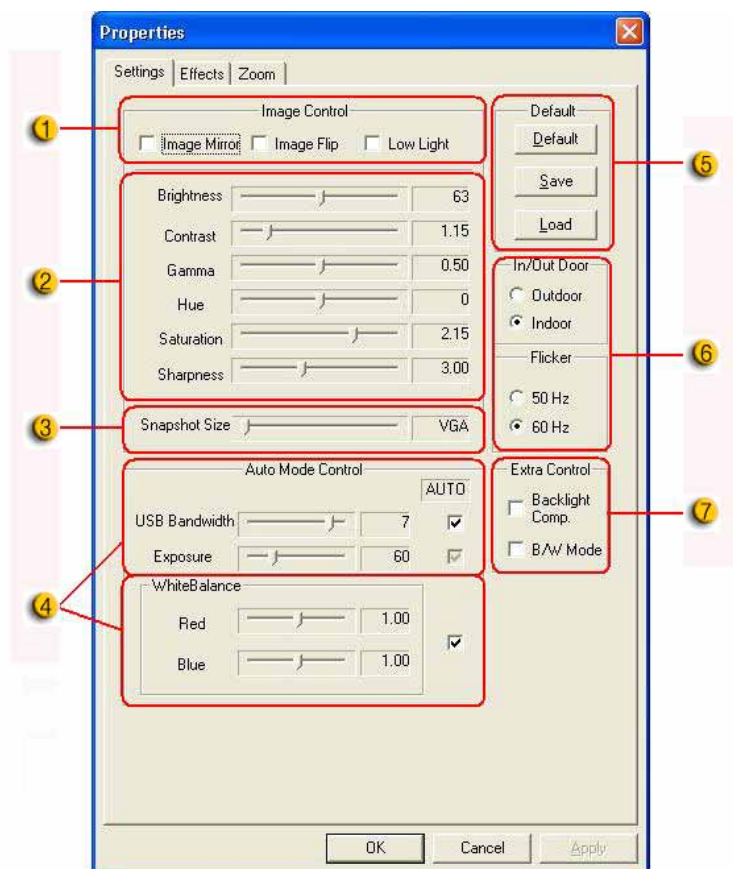 Properties
Settings Effects Zoom
Image Control
Image Mirror Image Flip Low Light
Brightness 63
Contrast 1.15
Gamma 0.50
Hue 0
Saturation 2.15
Sharpness 3.00
Snapshot Size VGA
Auto Mode Control
AUTO
USB Bandwidth 7
Exposure 60
WhiteBalance
Red 1.00
Blue 1.00
Default
Default
Save
Load
In/Out Door
Outdoor
Indoor
Flicker
50 Hz
60 Hz
Extra Control
Backlight
Comp.
B/W Mode
OK Cancel Apply
1
2
3
4
5
6
7